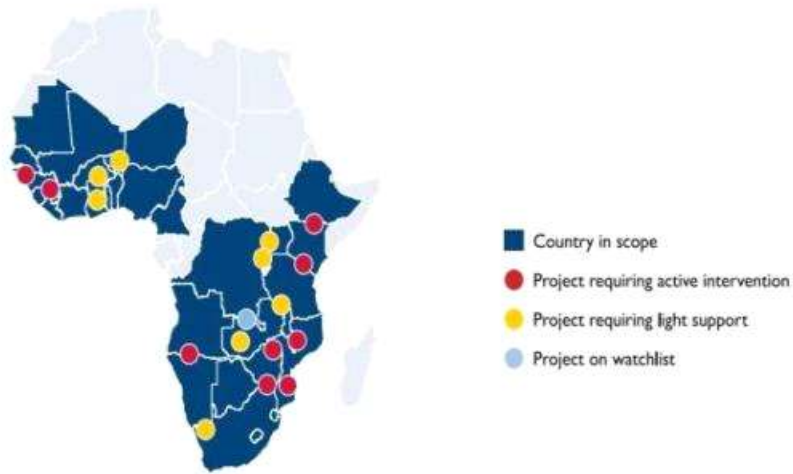 Country in scope
Project requiring active intervention
Project requiring light support
Project on watchlist